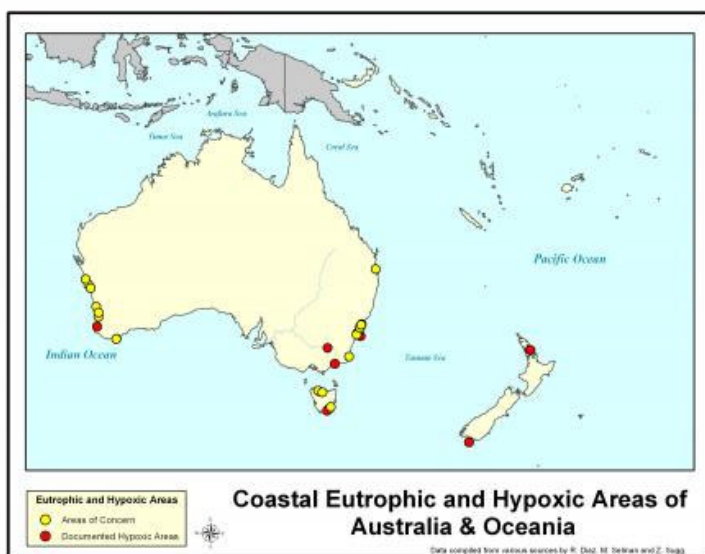 Arafura Sea
Timor Sea
Coral Sea
Pacific Ocean
Indian Ocean
Tasman Sea
Eutrophic and Hypoxic Areas
Areas of Concern
Documented Hypoxic Areas
Coastal Eutrophic and Hypoxic Areas of
Australia & Oceania
Data compiled from various sources by R. Diaz, M. Selman and Z. Sugg